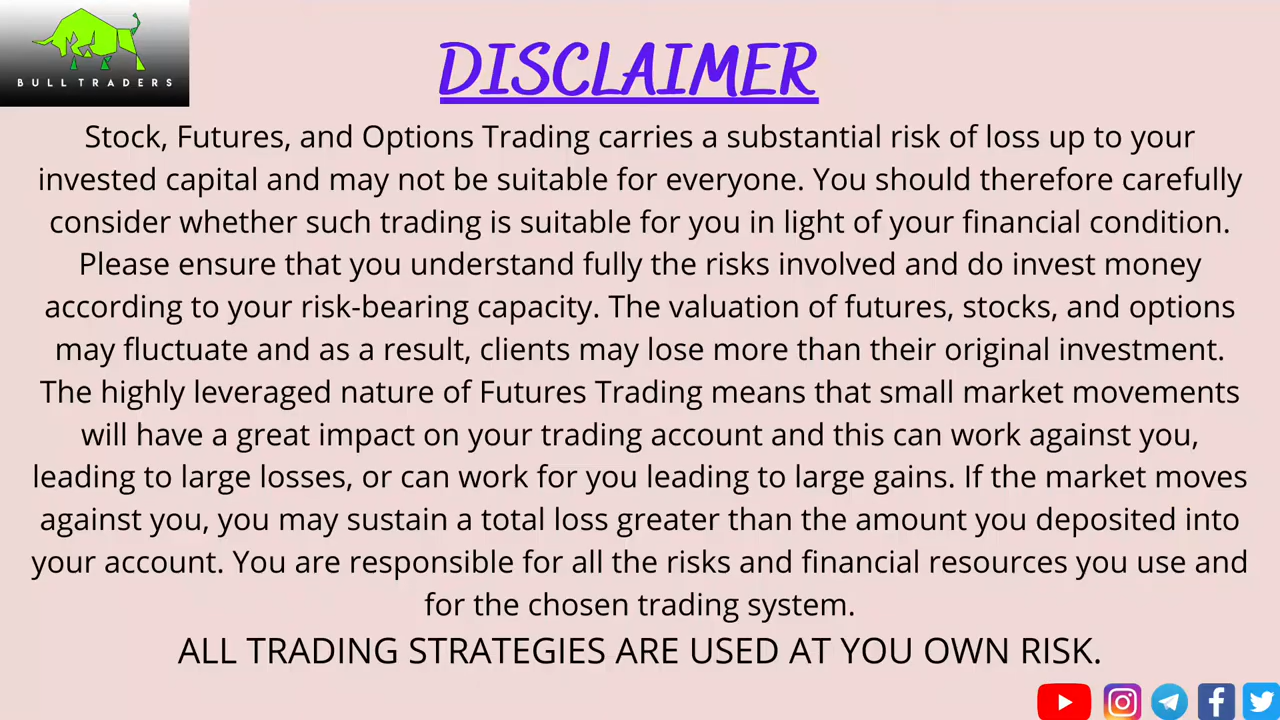 BULL TRADERS
DISCLAIMER
Stock, Futures, and Options Trading carries a substantial risk of loss up to your
invested capital and may not be suitable for everyone. You should therefore carefully
consider whether such trading is suitable for you in light of your financial condition.
Please ensure that you understand fully the risks involved and do invest money
according to your risk-bearing capacity. The valuation of futures, stocks, and options
may fluctuate and as a result, clients may lose more than their original investment.
The highly leveraged nature of Futures Trading means that small market movements
will have a great impact on your trading account and this can work against you,
leading to large losses, or can work for you leading to large gains. If the market moves
against you, you may sustain a total loss greater than the amount you deposited into
your account. You are responsible for all the risks and financial resources you use and
for the chosen trading system.
ALL TRADING STRATEGIES ARE USED AT YOU OWN RISK.